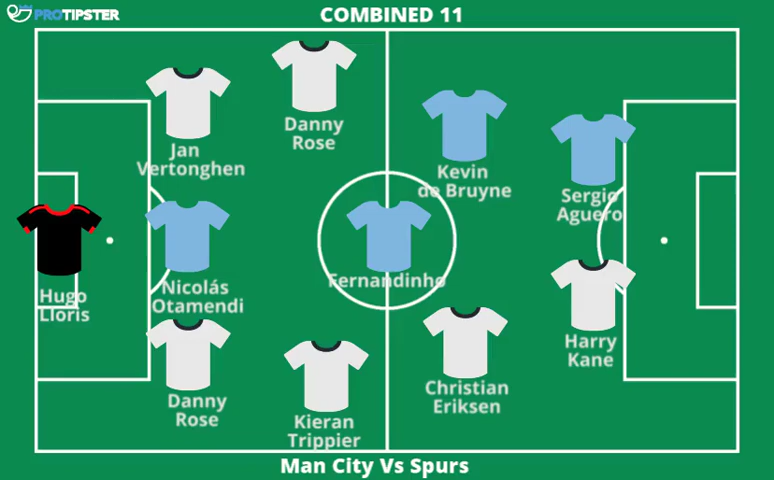 PROTIPSTER
COMBINED 11
Danny
Rose
Jan
Vertonghen
Kevin
de Bruyne
Sergio
Aguero
Hugo
Lloris
Nicolás
Otamendi
Fernandinho
Harry
Kane
Danny
Rose
Kieran
Trippier
Christian
Eriksen
Man City Vs Spurs